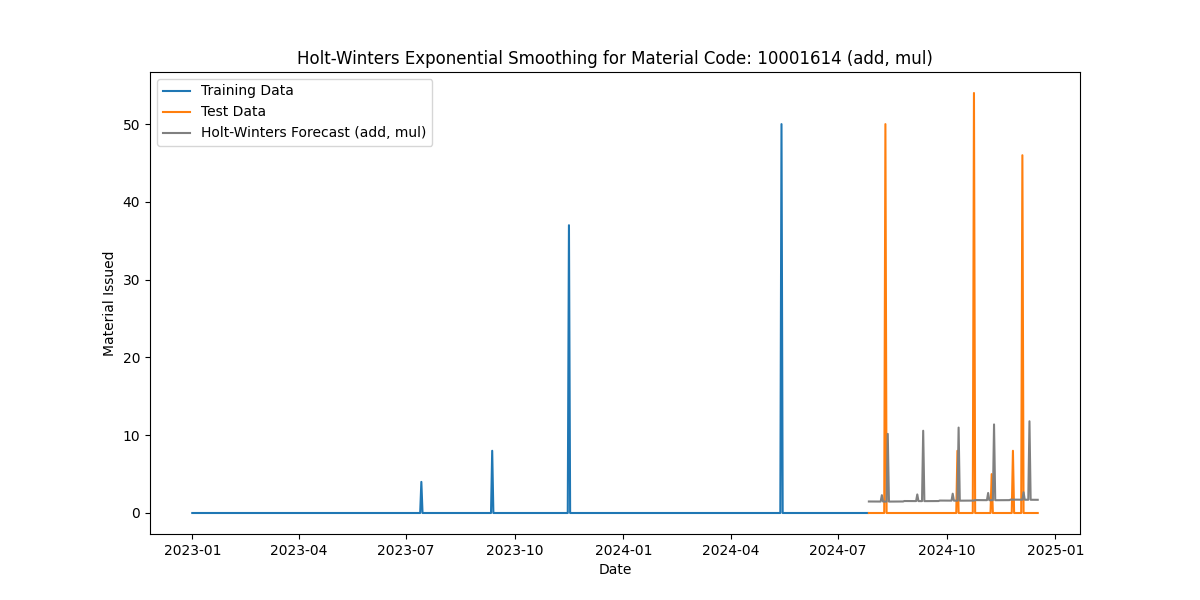 Holt-Winters Exponential Smoothing for Material Code: 10001614 (add, mul)
Training Data
Test Data
Holt-Winters Forecast (add, mul)
Material Issued
50
40
30
20
10
0
2023-01 2023-04 2023-07 2023-10 2024-01 2024-04 2024-07 2024-10 2025-01
Date